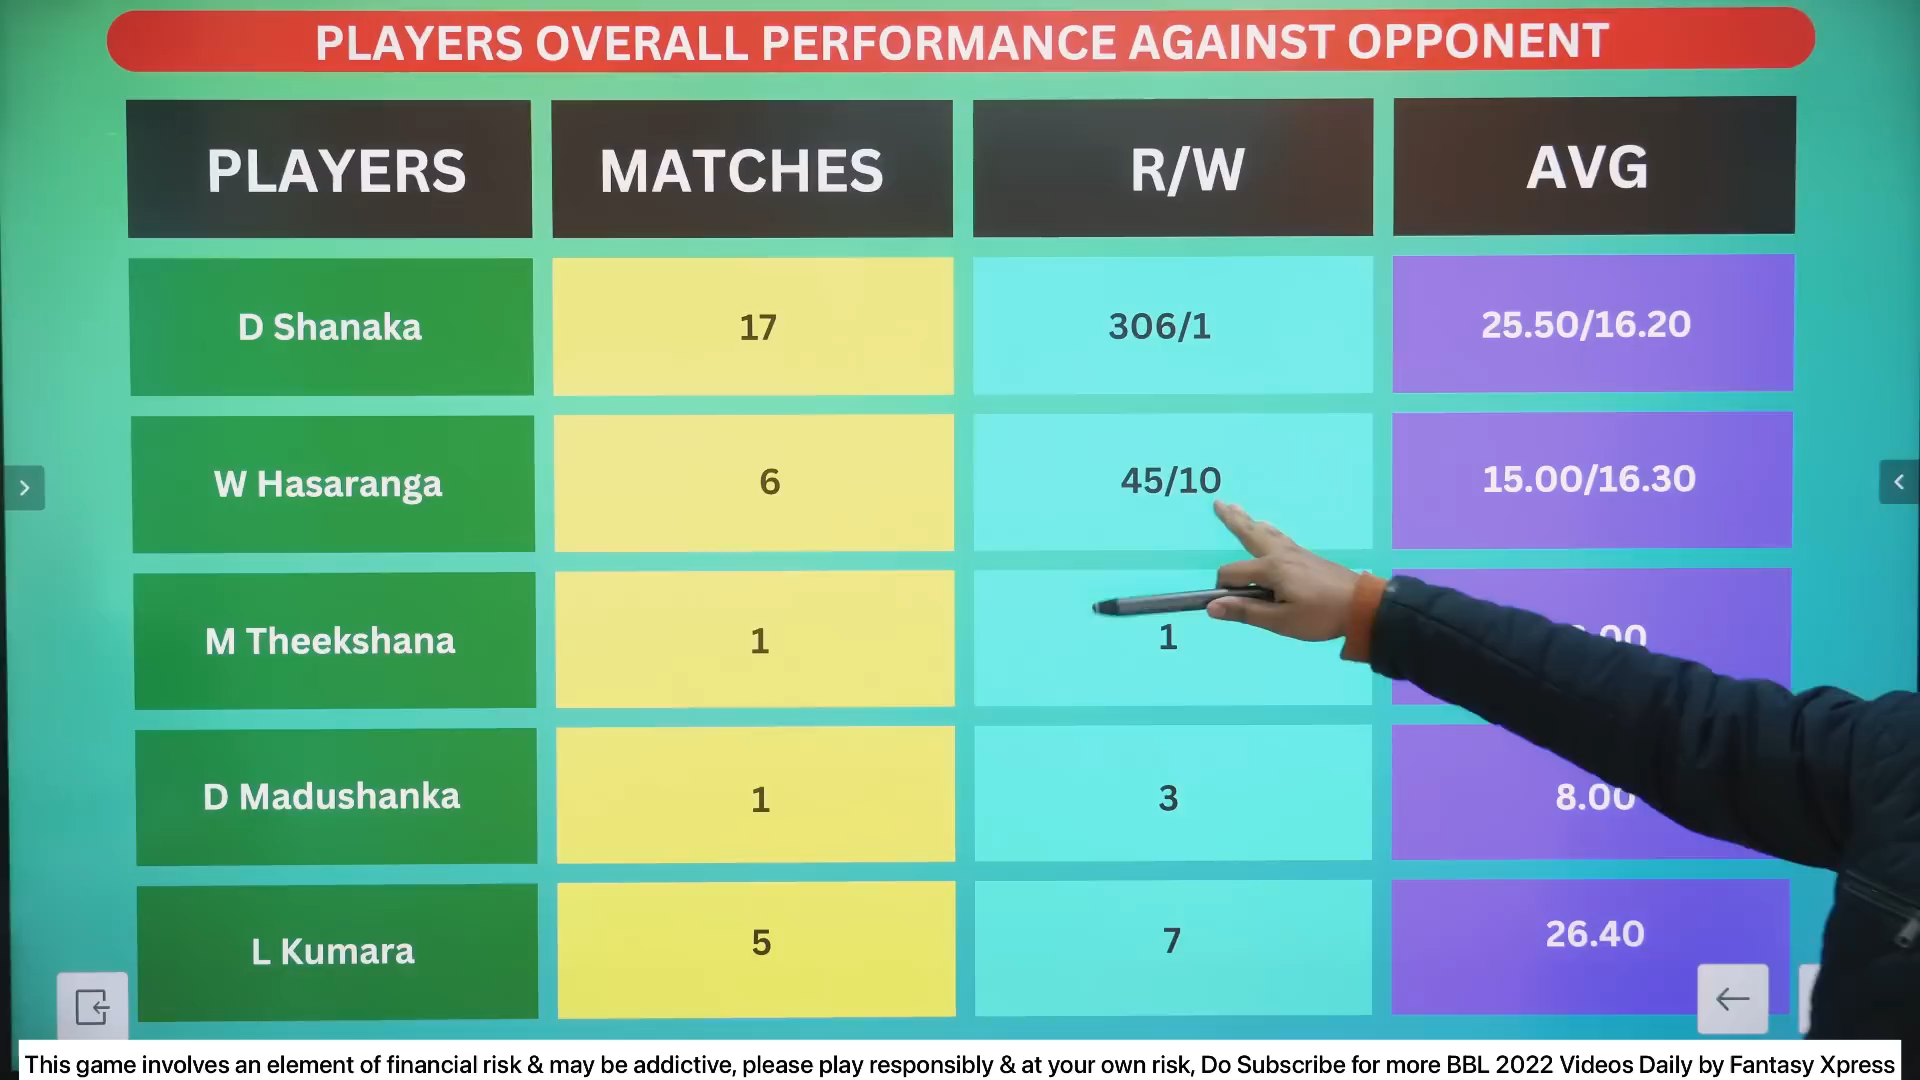 PLAYERS OVERALL PERFORMANCE AGAINST OPPONENT
PLAYERS MATCHES R/W AVG
D Shanaka 17 306/1 25.50/16.20
W Hasaranga 6 45/10 15.00/16.30
M Theekshana 1 1
D Madushanka 1 3 8.00
L Kumara 5 7 26.40
This game involves an element of financial risk & may be addictive, please play responsibly & at your own risk, Do Subscribe for more BBL 2022 Videos Daily by Fantasy Xpress